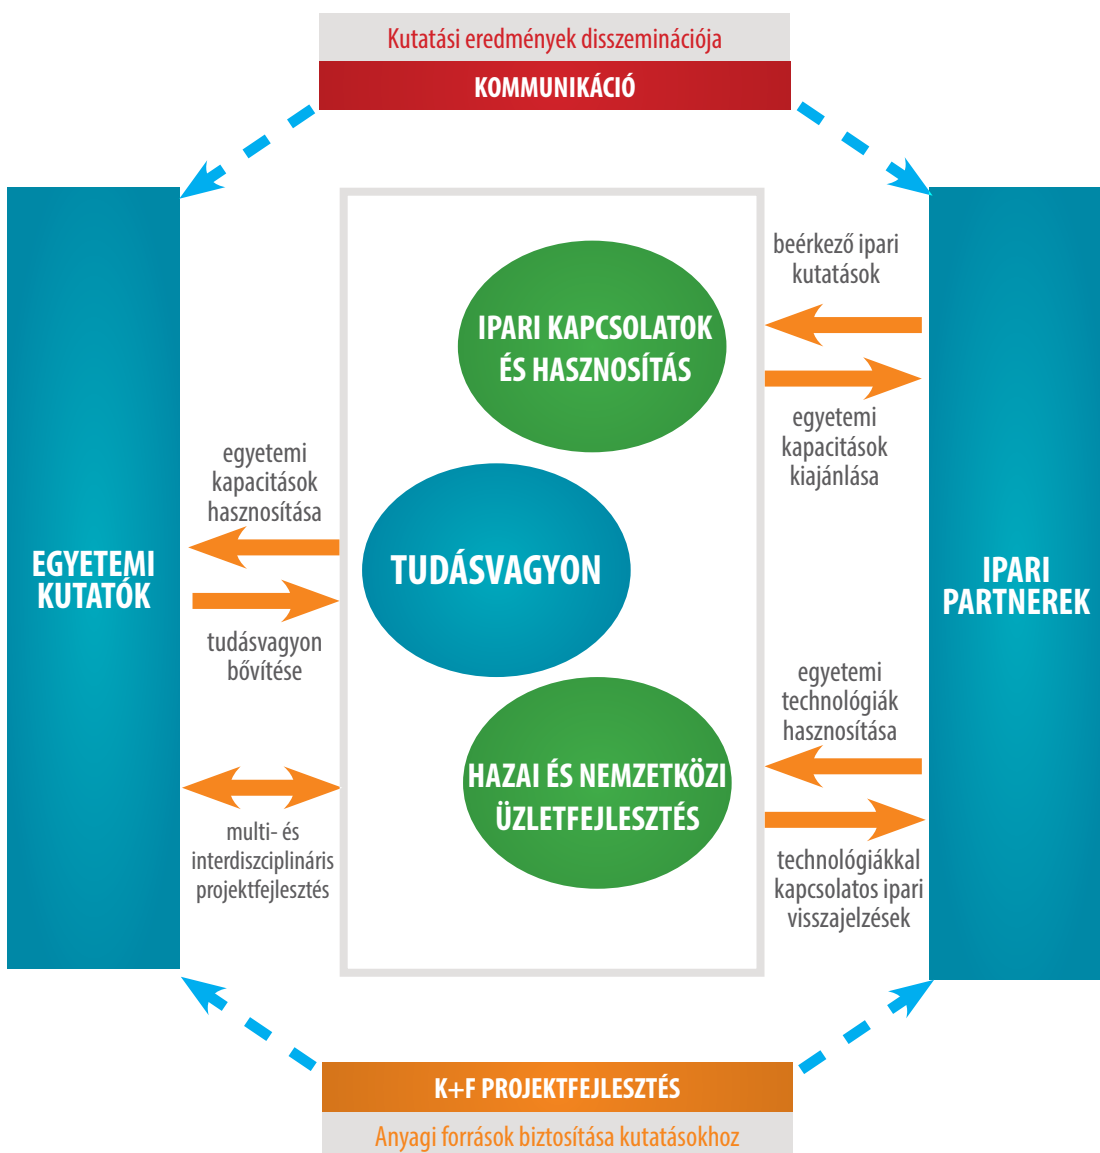 Kutatási eredmények disszeminációja
KOMMUNIKÁCIÓ
beérkező ipari
kutatások
IPARI KAPCSOLATOK
ÉS HASZNOSÍTÁS
egyetemi
kapacitások
kiajánlása
egyetemi
kapacitások
hasznosítása
EGYETEMI
KUTATÓK
TUDÁSVAGYON
IPARI
PARTNEREK
tudásvagyon
bővítése
egyetemi
technológiák
hasznosítása
HAZAI ÉS NEMZETKÖZI
ÜZLETFEJLESZTÉS
multi- és
interdiszciplináris
projektfejlesztés
technológiákkal
kapcsolatos ipari
visszajelzések
K+F PROJEKTFEJLESZTÉS
Anyagi források biztosítása kutatásokhoz